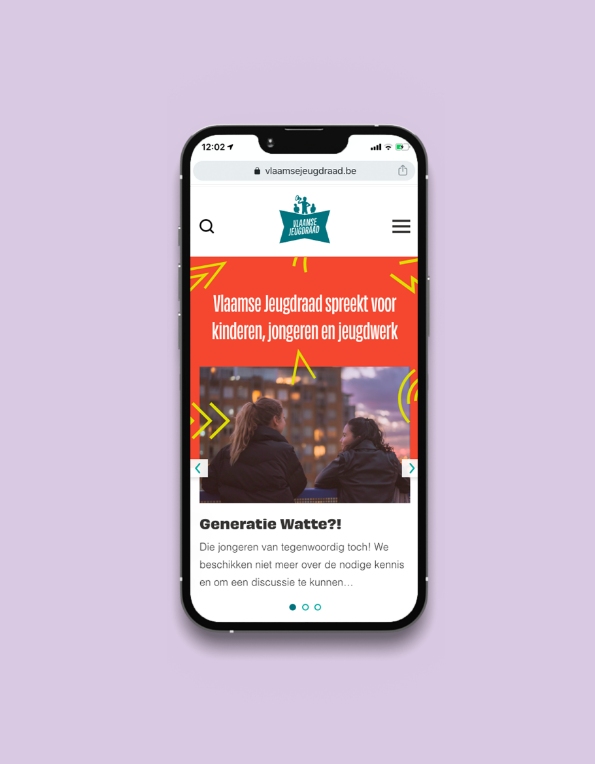 12:02
vlaamsejeugdraad.be
VLAAMSE
JEUGDRAAD
Vlaamse Jeugdraad spreekt voor
kinderen, jongeren en jeugdwerk
Generatie Watte?!
Die jongeren van tegenwoordig toch! We
beschikken niet meer over de nodige kennis
en om een discussie te kunnen...